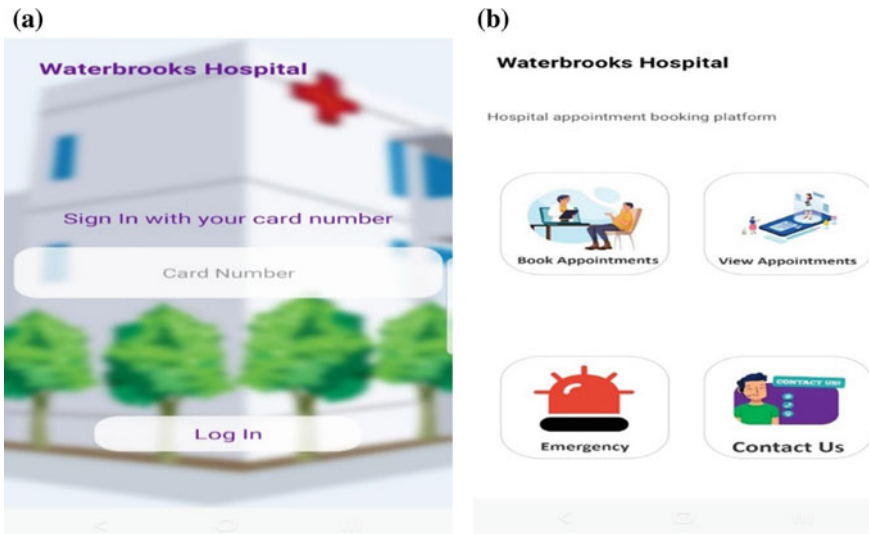 (a)
Waterbrooks Hospital
Sign In with your card number
Card Number
Log In
(b)
Waterbrooks Hospital
Hospital appointment booking platform
Book Appointments
View Appointments
Emergency
CONTACT US!
Contact Us